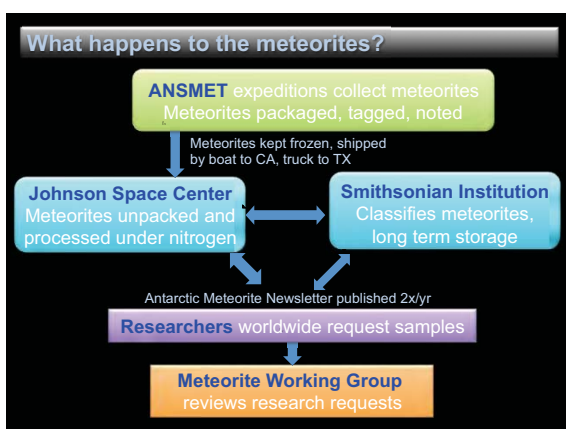 What happens to the meteorites?
ANSMET expeditions collect meteorites
Meteorites packaged, tagged, noted
Meteorites kept frozen, shipped
by boat to CA, truck to TX
Johnson Space Center
Meteorites unpacked and
processed under nitrogen
Smithsonian Institution
Classifies meteorites,
long term storage
Antarctic Meteorite Newsletter published 2x/yr
Researchers worldwide request samples
Meteorite Working Group
reviews research requests